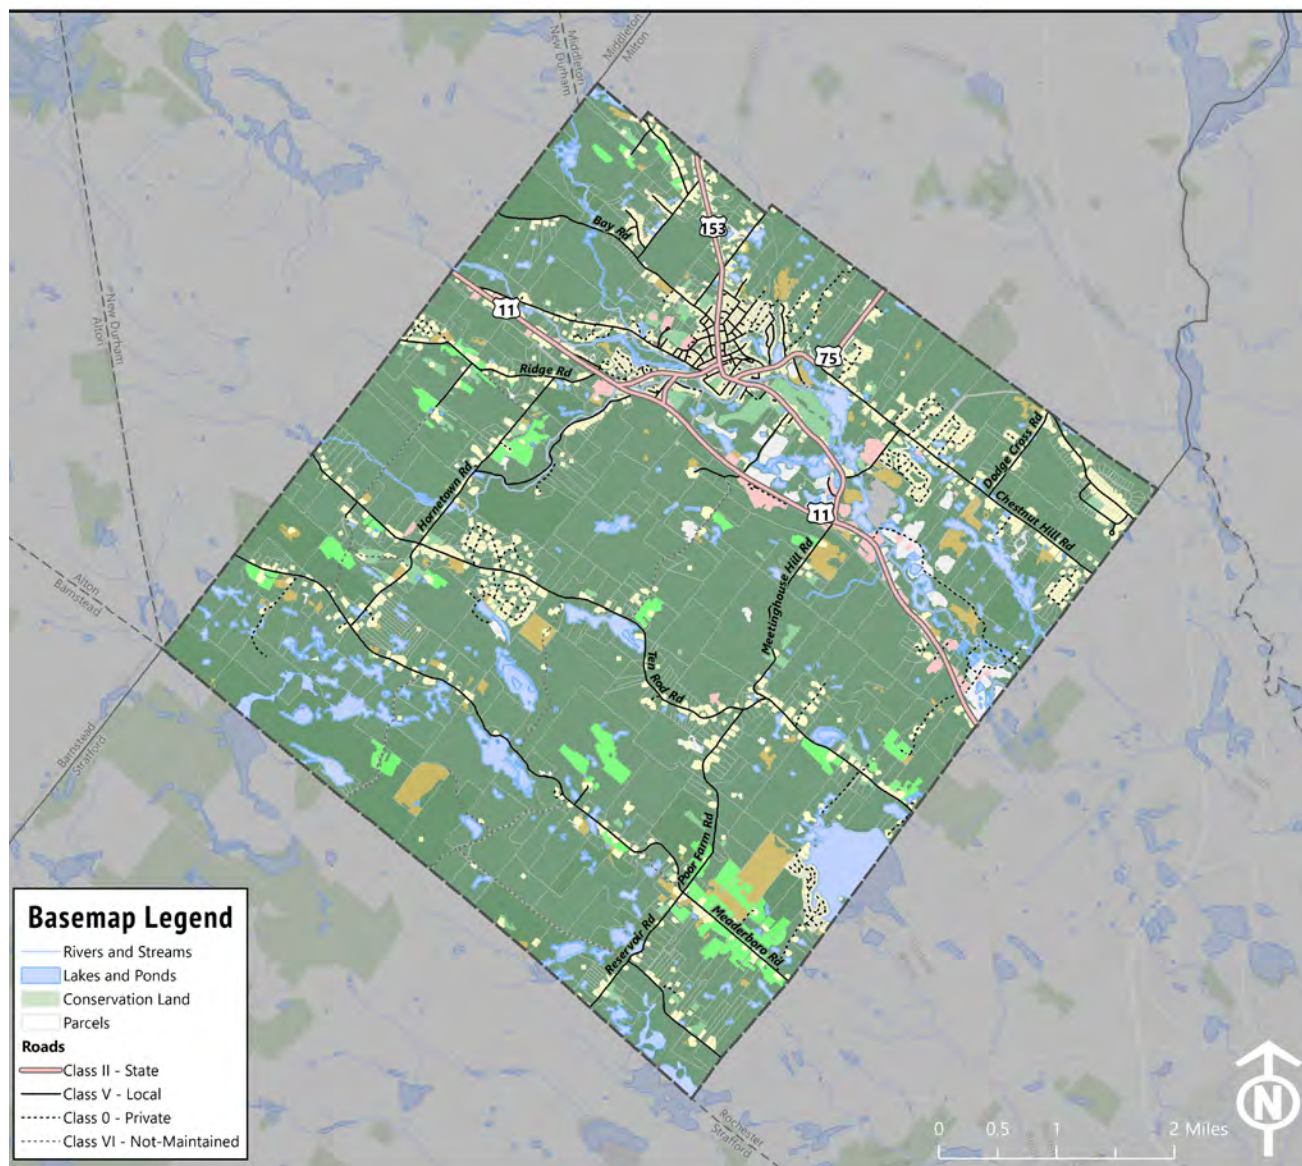 Middleton
New Durham
Middleton
Milton
Bay Rd
153
11
New Durham
Alton
75
Ridge Rd
Dodge Cross Rd
Hornetown Rd
Chestnut Hill Rd
11
Meetinghouse Hill Rd
Alton
Barnstead
Ten Rod Rd
Barnstead
Strafford
Poor Farm Rd
Meaderboro Rd
Reservoir Rd
Basemap Legend
Rivers and Streams
Lakes and Ponds
Conservation Land
Parcels
Roads
Class II - State
Class V - Local
Class 0 - Private
Class VI - Not-Maintained
Rochester
Strafford
0 0.5 1 2 Miles
N